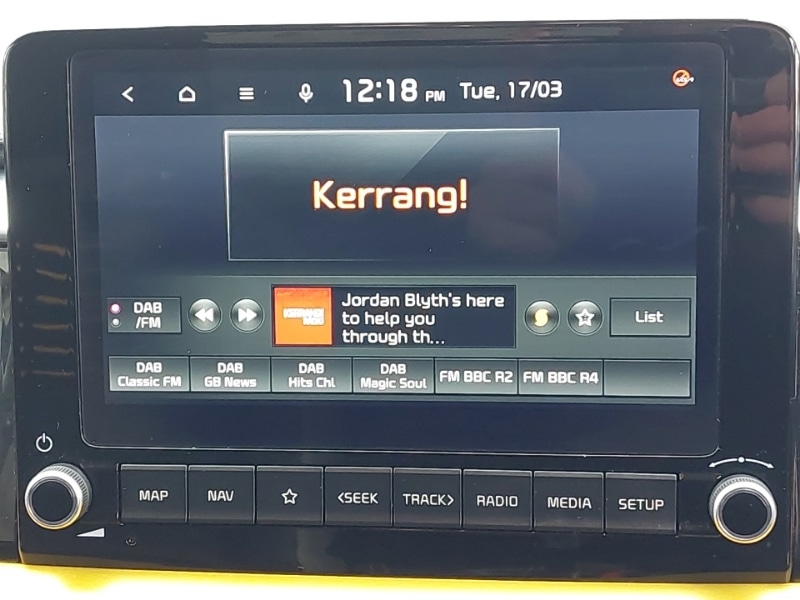 12:18 PM Tue, 17/03
Kerrang!
DAB
/FM
KERRANG!
RADIO
Jordan Blyth's here
to help you
through th...
List
DAB
Classic FM
DAB
GB News
DAB
Hits Chl
DAB
Magic Soul
FM BBC R2
FM BBC R4
MAP
NAV
<SEEK
TRACK>
RADIO
MEDIA
SETUP